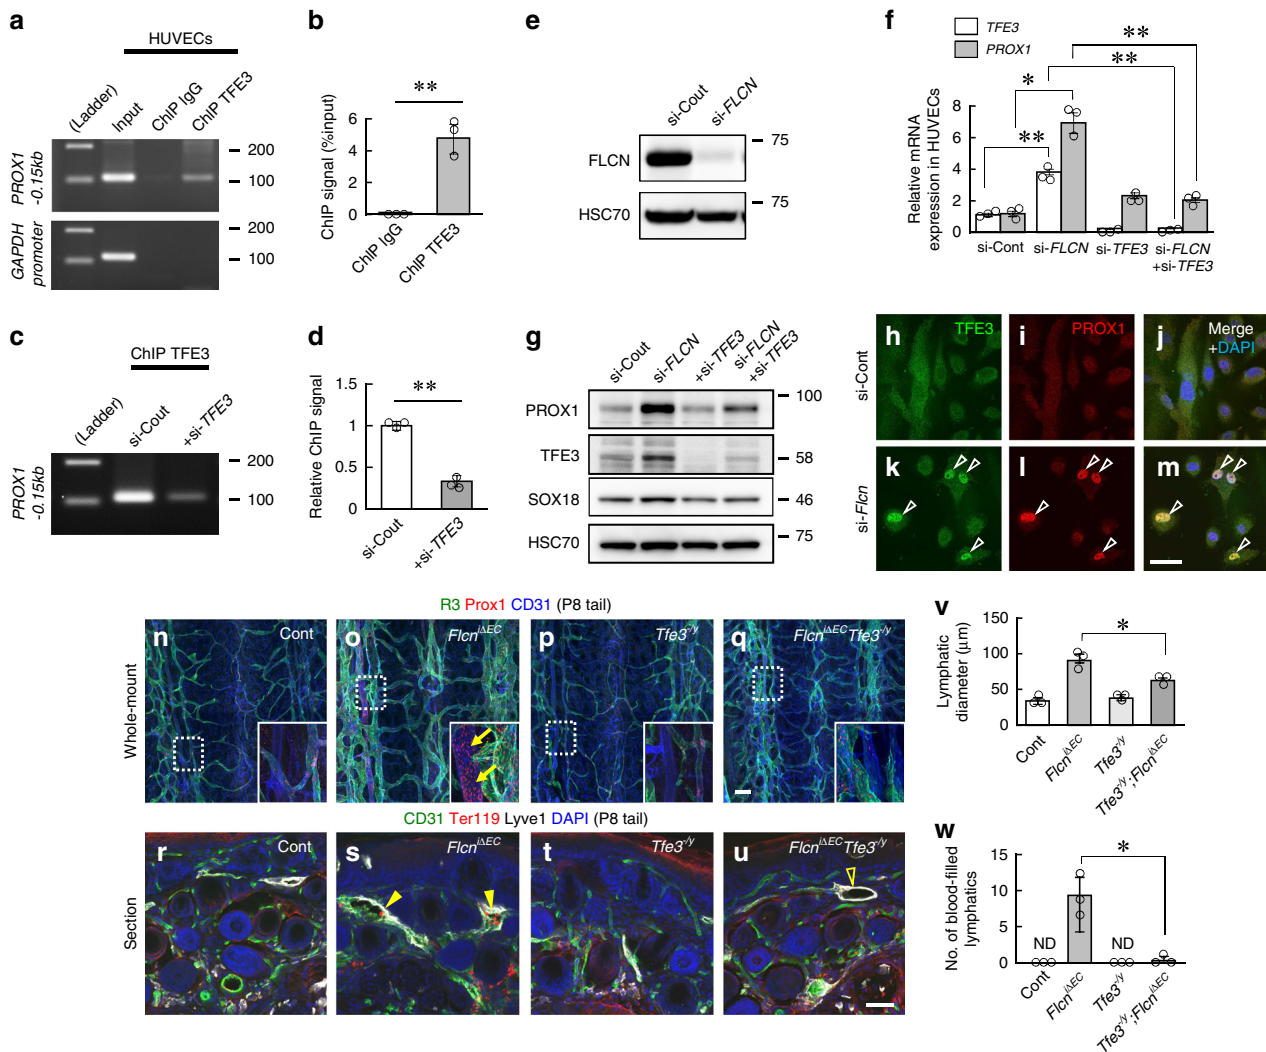 a
HUVECs
(Ladder)
Input
ChIP IgG
ChIP TFE3
PROX1
-0.15kb
200
100
GAPDH
promoter
200
100
b
**
ChIP signal (%input)
6
4
2
0
ChIP IgG
ChIP TFE3
c
ChIP TFE3
(Ladder)
si-Cout
+si-TFE3
PROX1
-0.15kb
200
100
d
**
Relative ChIP signal
1.5
1
0.5
0
si-Cout
+si-TFE3
e
si-Cout
si-FLCN
FLCN
75
HSC70
75
f
TFE3
PROX1
**
**
*
**
Relative mRNA
expression in HUVECs
8
6
4
2
0
si-Cont
si-FLCN
si-TFE3
si-FLCN
+si-TFE3
g
si-Cout
si-FLCN
+si-TFE3
si-FLCN
+si-TFE3
PROX1
100
TFE3
58
SOX18
46
HSC70
75
h
TFE3
i
PROX1
j
Merge
+DAPI
si-Cont
k
l
m
si-Flcn
R3 Prox1 CD31 (P8 tail)
Whole-mount
n
Cont
o
FlcniΔEC
p
Tfe3-/y
q
FlcniΔECTfe3-/y
CD31 Ter119 Lyve1 DAPI (P8 tail)
Section
r
Cont
s
FlcniΔEC
t
Tfe3-/y
u
FlcniΔECTfe3-/y
v
*
Lymphatic
diameter (μm)
150
100
50
0
Cont
FlcniΔEC
Tfe3-/y
Tfe3-/y;FlcniΔEC
w
*
No. of blood-filled
lymphatics
15
10
5
0
ND
ND
Cont
FlcniΔEC
Tfe3-/y
Tfe3-/y;FlcniΔEC